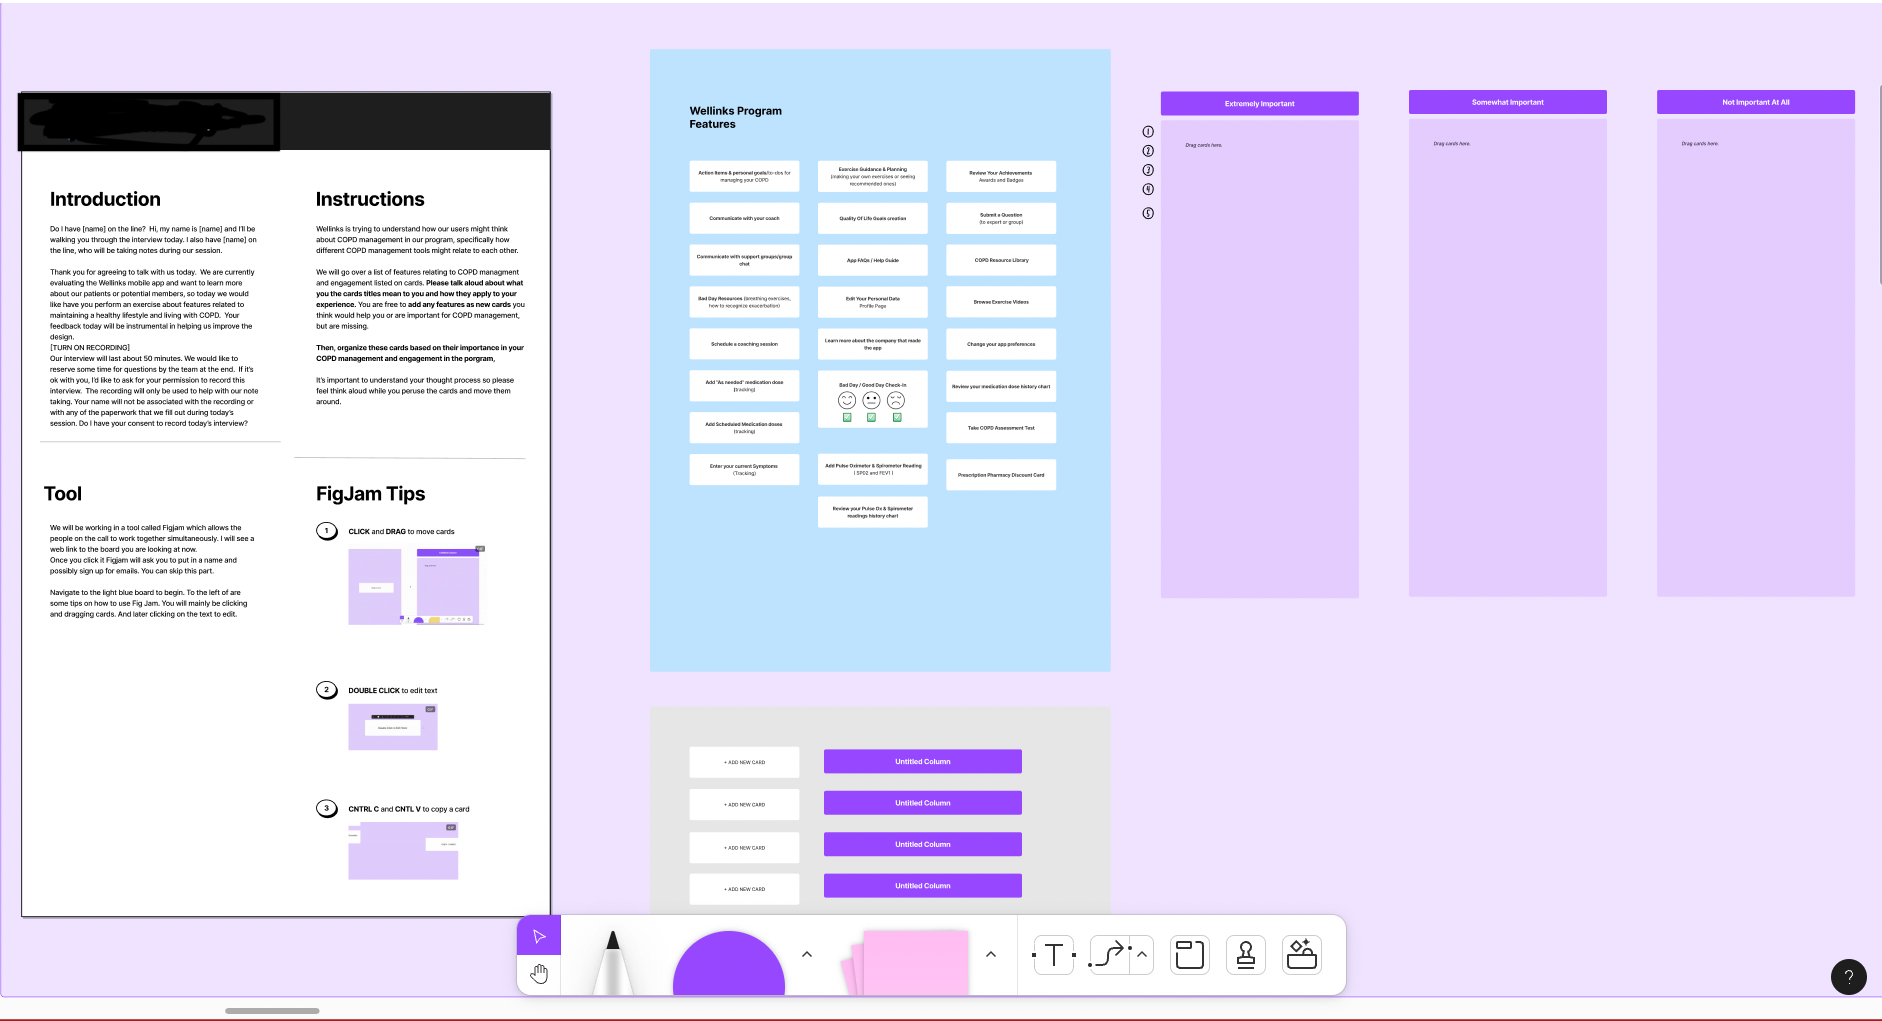 Introduction
Do I have [name] on the line?  Hi, my name is [name] and I'll be
walking you through the interview today. I also have [name] on
the line, who will be taking notes during our session.
Thank you for agreeing to talk with us today.  We are currently
evaluating the Wellinks mobile app and want to learn more
about our patients or potential members, so today we would
like have you perform an exercise about features related to
maintaining a healthy lifestyle and living with COPD.  Your
feedback today will be instrumental in helping us improve the
design.
[TURN ON RECORDING]
Our interview will last about 50 minutes. We would like to
reserve some time for questions by the team at the end.  If it's
ok with you, I'd like to ask for your permission to record this
interview.  The recording will only be used to help with our note
taking. Your name will not be associated with the recording or
with any of the paperwork that we fill out during today's
session. Do I have your consent to record today's interview?
Instructions
Wellinks is trying to understand how our users might think
about COPD management in our program, specifically how
different COPD management tools might relate to each other.
We will go over a list of features relating to COPD managment
and engagement listed on cards. Please talk aloud about what
you the cards titles mean to you and how they apply to your
experience. You are free to add any features as new cards you
think would help you or are important for COPD management,
but are missing.
Then, organize these cards based on their importance in your
COPD management and engagement in the porgram,
It's important to understand your thought process so please
feel think aloud while you peruse the cards and move them
around.
Tool
We will be working in a tool called Figjam which allows the
people on the call to work together simultaneously. I will see a
web link to the board you are looking at now.
Once you click it Figjam will ask you to put in a name and
possibly sign up for emails. You can skip this part.
Navigate to the light blue board to begin. To the left of are
some tips on how to use Fig Jam. You will mainly be clicking
and dragging cards. And later clicking on the text to edit.
FigJam Tips
1
CLICK and DRAG to move cards
2
DOUBLE CLICK to edit text
3
CNTRL C and CNTL V to copy a card
Wellinks Program
Features
Action Items & personal goals/to-dos for
managing your COPD
Communicate with your coach
Communicate with support groups/group
chat
Bad Day Resources (breathing exercises,
how to recognize exacerbation)
Schedule a coaching session
Add "As needed" medication dose
(tracking)
Add Scheduled Medication doses
(tracking)
Enter your current Symptoms
(Tracking)
Exercise Guidance & Planning
(making your own exercises or seeing
recommended ones)
Quality Of Life Goals creation
App FAQs / Help Guide
Edit Your Personal Data
Profile Page
Learn more about the company that made
the app
Bad Day / Good Day Check-In
Add Pulse Oximeter & Spirometer Reading
( SP02 and FEV1 )
Review your Pulse Ox & Spirometer
readings history chart
Review Your Achievements
Awards and Badges
Submit a Question
(to expert or group)
COPD Resource Library
Browse Exercise Videos
Change your app preferences
Review your medication dose history chart
Take COPD Assessment Test
Prescription Pharmacy Discount Card
+ ADD NEW CARD
+ ADD NEW CARD
+ ADD NEW CARD
+ ADD NEW CARD
Untitled Column
Untitled Column
Untitled Column
Untitled Column
1
2
3
4
5
Extremely Important
Drag cards here.
Somewhat Important
Drag cards here.
Not Important At All
Drag cards here.
T
?